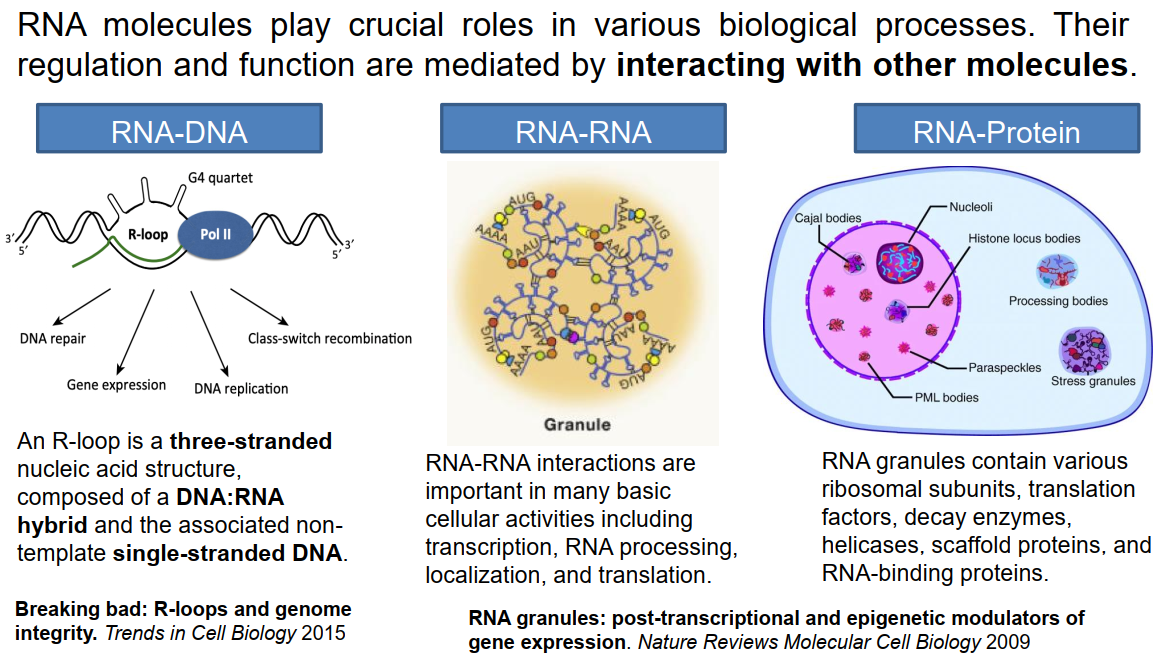 RNA molecules play crucial roles in various biological processes. Their
regulation and function are mediated by interacting with other molecules.
RNA-DNA
G4 quartet
R-loop
Pol II
3′
5′
3′
5′
DNA repair
Class-switch recombination
Gene expression
DNA replication
An R-loop is a three-stranded
nucleic acid structure,
composed of a DNA:RNA
hybrid and the associated non-
template single-stranded DNA.
Breaking bad: R-loops and genome
integrity. Trends in Cell Biology 2015
RNA-RNA
AUG
AAAA
AAU
AAA
AUG
AAU
AUG
AAAA
AAU
AAU
AUG
AAA
Granule
RNA-RNA interactions are
important in many basic
cellular activities including
transcription, RNA processing,
localization, and translation.
RNA-Protein
Cajal bodies
Nucleoli
Histone locus bodies
Processing bodies
Paraspeckles
Stress granules
PML bodies
RNA granules contain various
ribosomal subunits, translation
factors, decay enzymes,
helicases, scaffold proteins, and
RNA-binding proteins.
RNA granules: post-transcriptional and epigenetic modulators of
gene expression. Nature Reviews Molecular Cell Biology 2009